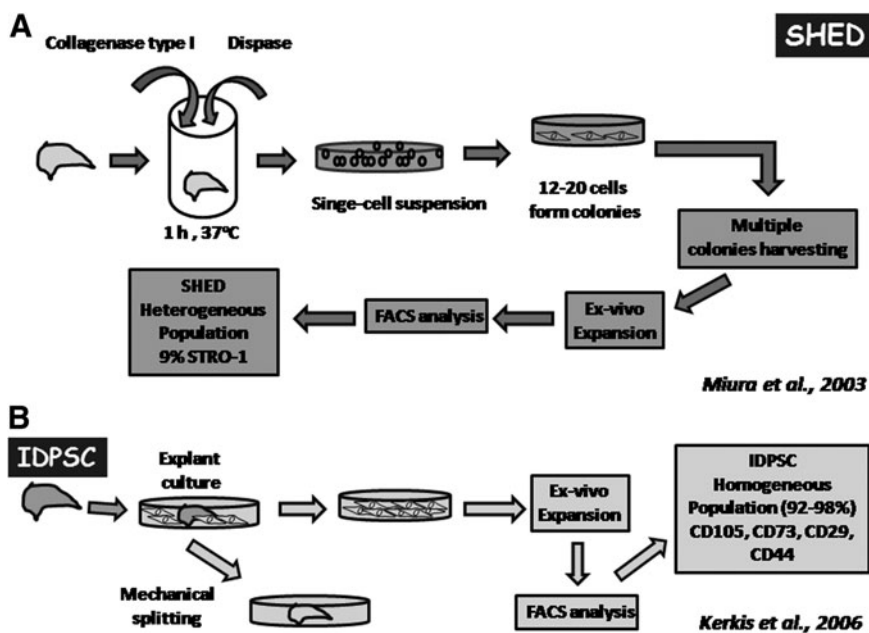 A
Collagenase type I
Dispase
SHED
1 h , 37°C
Singe-cell suspension
12-20 cells
form colonies
Multiple
colonies harvesting
Ex-vivo
Expansion
FACS analysis
SHED
Heterogeneous
Population
9% STRO-1
Miura et al., 2003
B
IDPSC
Explant
culture
Mechanical
splitting
Ex-vivo
Expansion
FACS analysis
IDPSC
Homogeneous
Population (92-98%)
CD105, CD73, CD29,
CD44
Kerkis et al., 2006